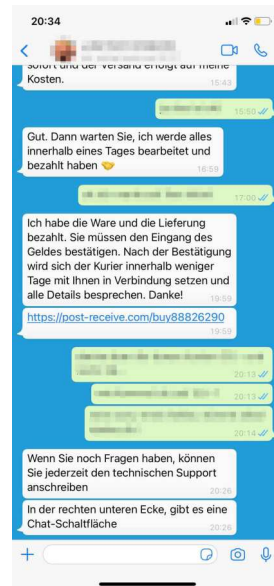 20:34
sofort und der Versand erfolgt auf meine
Kosten.
15:43
15:50
Gut. Dann warten Sie, ich werde alles
innerhalb eines Tages bearbeitet und
bezahlt haben 🤝
16:59
17:00
Ich habe die Ware und die Lieferung
bezahlt. Sie müssen den Eingang des
Geldes bestätigen. Nach der Bestätigung
wird sich der Kurier innerhalb weniger
Tage mit Ihnen in Verbindung setzen und
alle Details besprechen. Danke!
19:59
https://post-receive.com/buy88826290
19:59
20:13
20:13
20:14
Wenn Sie noch Fragen haben, können
Sie jederzeit den technischen Support
anschreiben
20:26
In der rechten unteren Ecke, gibt es eine
Chat-Schaltfläche
20:26